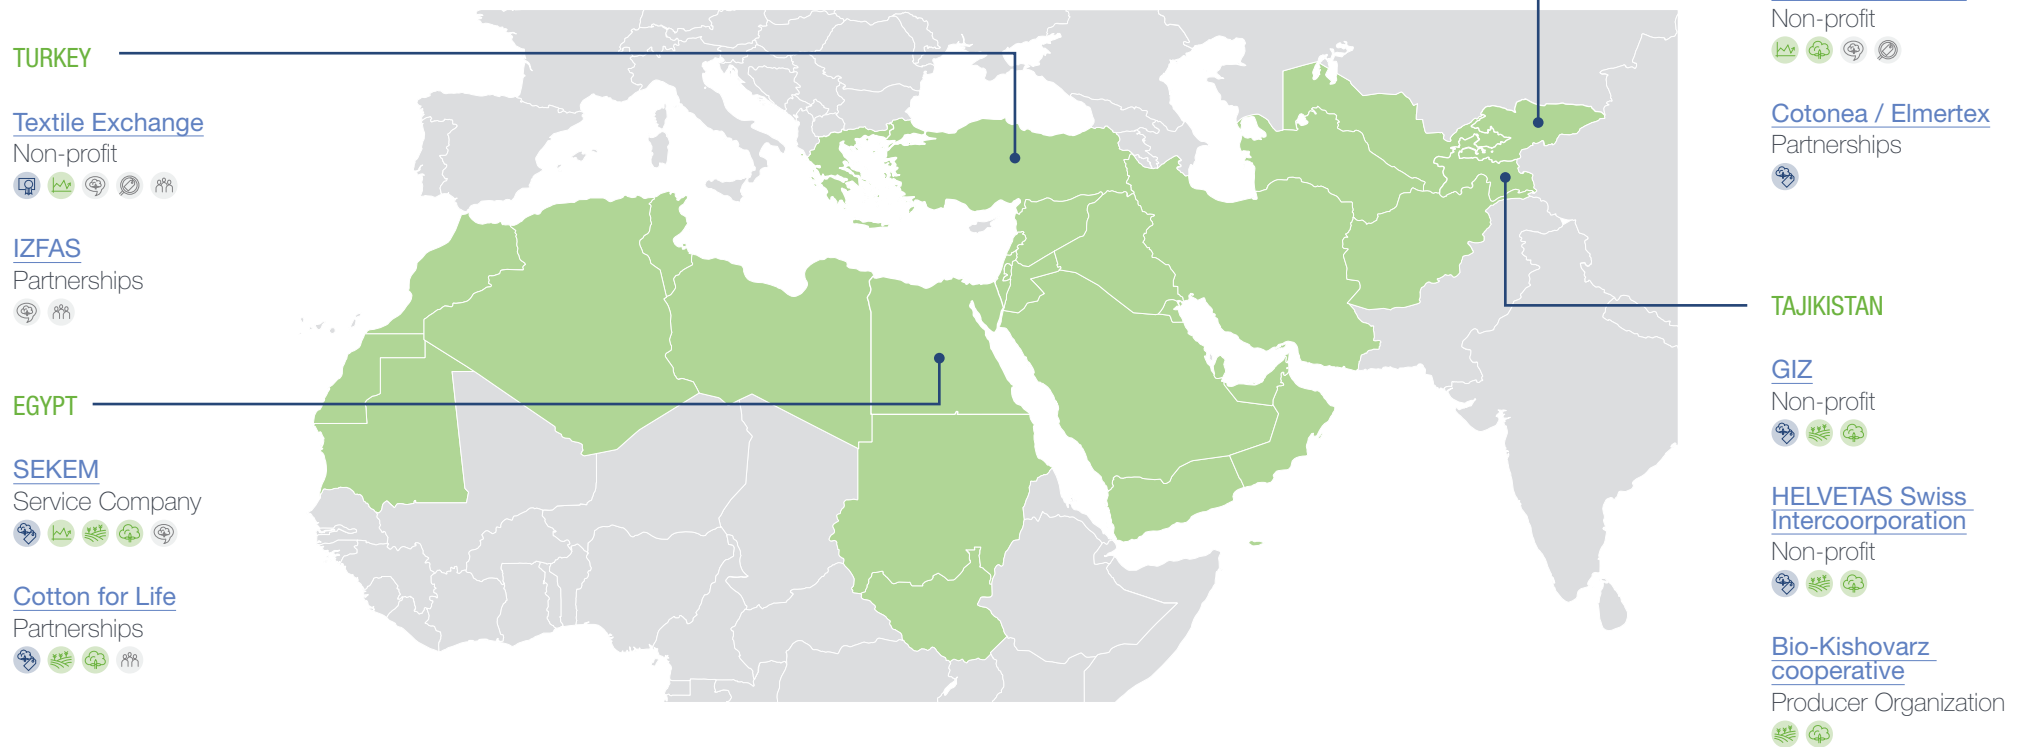 TURKEY
Textile Exchange
Non-profit
IZFAS
Partnerships
EGYPT
SEKEM
Service Company
Cotton for Life
Partnerships
Non-profit
Cotonea / Elmertex
Partnerships
TAJIKISTAN
GIZ
Non-profit
HELVETAS Swiss
Intercoorporation
Non-profit
Bio-Kishovarz
cooperative
Producer Organization